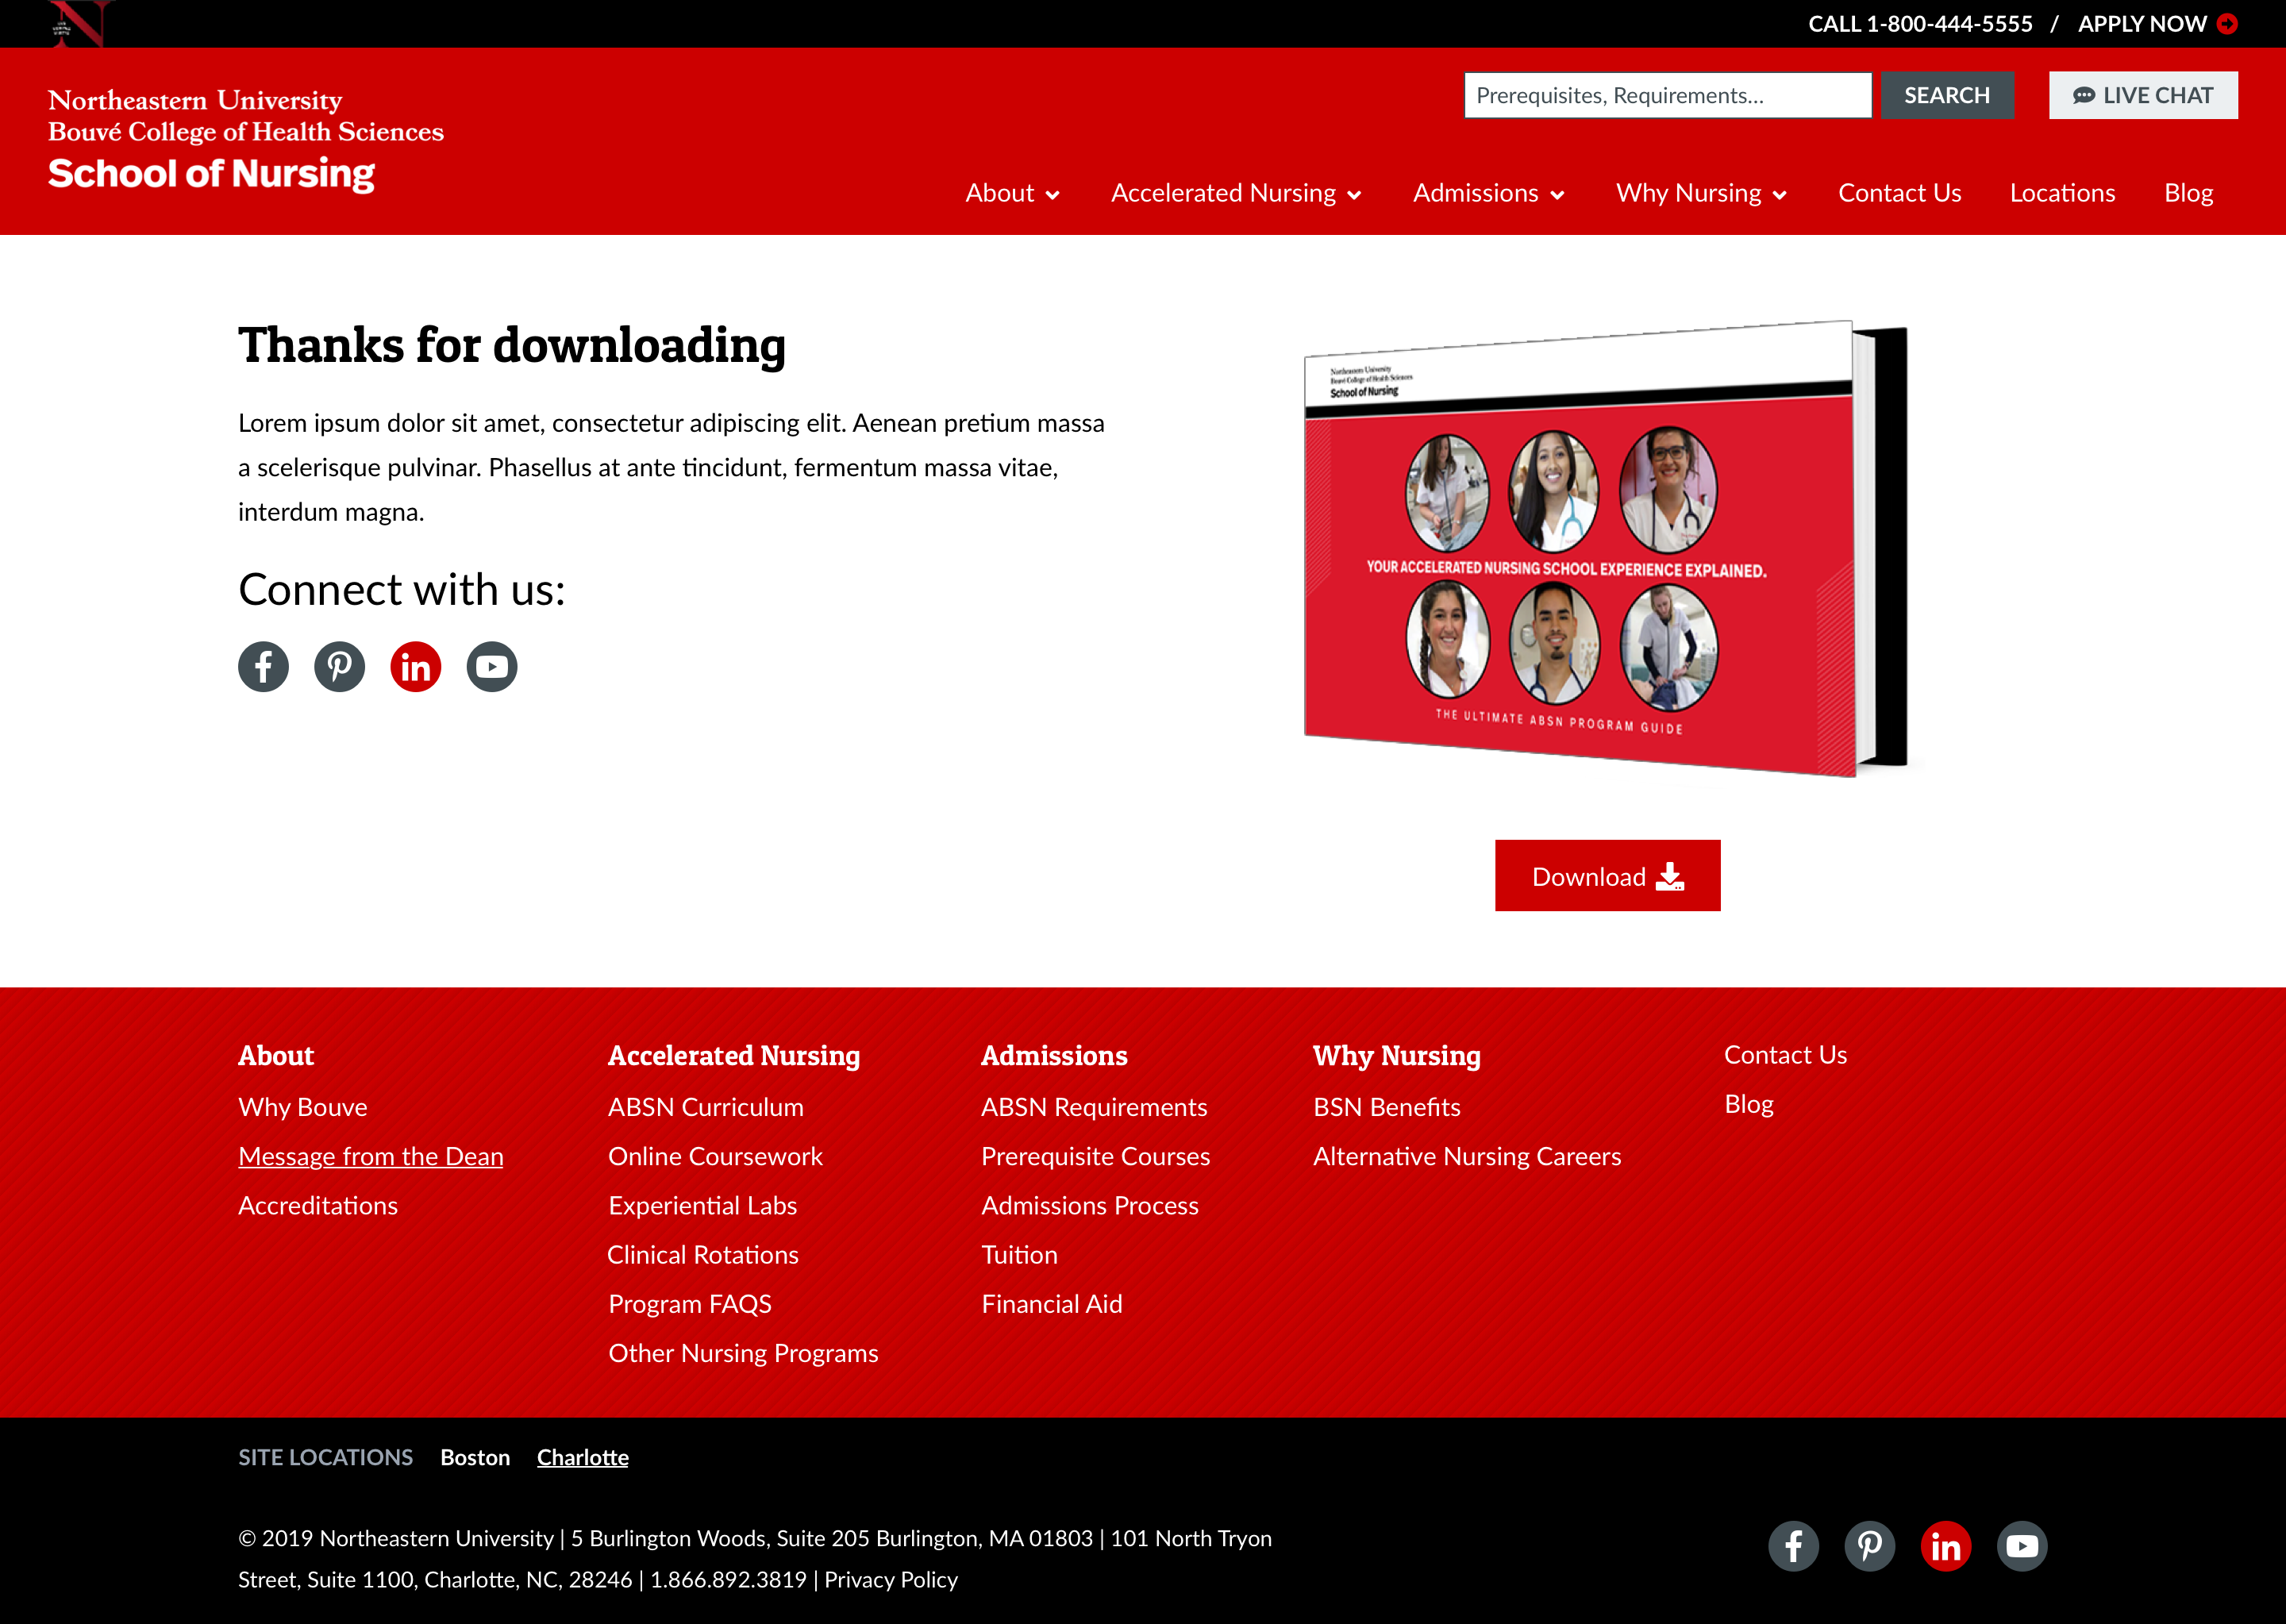 CALL 1-800-444-5555 / APPLY NOW
Northeastern University
Bouvé College of Health Sciences
School of Nursing
Prerequisites, Requirements...
SEARCH
LIVE CHAT
About
Accelerated Nursing
Admissions
Why Nursing
Contact Us
Locations
Blog
Thanks for downloading
Lorem ipsum dolor sit amet, consectetur adipiscing elit. Aenean pretium massa
a scelerisque pulvinar. Phasellus at ante tincidunt, fermentum massa vitae,
interdum magna.
Connect with us:
Northeastern University
Bouvé College of Health Sciences
School of Nursing
YOUR ACCELERATED NURSING SCHOOL EXPERIENCE EXPLAINED.
THE ULTIMATE ABSN PROGRAM GUIDE
Download
About
Why Bouve
Message from the Dean
Accreditations
Accelerated Nursing
ABSN Curriculum
Online Coursework
Experiential Labs
Clinical Rotations
Program FAQS
Other Nursing Programs
Admissions
ABSN Requirements
Prerequisite Courses
Admissions Process
Tuition
Financial Aid
Why Nursing
BSN Benefits
Alternative Nursing Careers
Contact Us
Blog
SITE LOCATIONS Boston Charlotte
© 2019 Northeastern University | 5 Burlington Woods, Suite 205 Burlington, MA 01803 | 101 North Tryon
Street, Suite 1100, Charlotte, NC, 28246 | 1.866.892.3819 | Privacy Policy